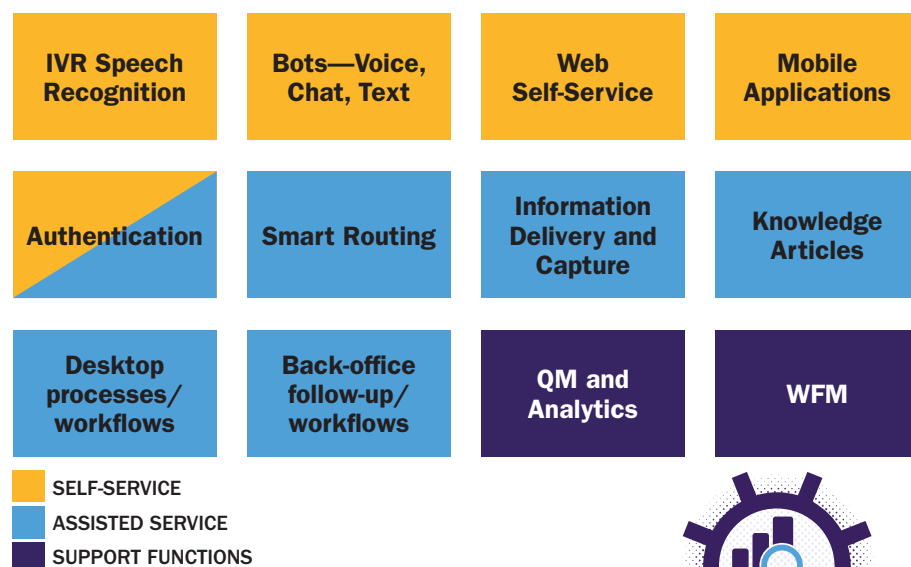 IVR Speech
Recognition
Bots—Voice,
Chat, Text
Web
Self-Service
Mobile
Applications
Authentication
Smart Routing
Information
Delivery and
Capture
Knowledge
Articles
Desktop
processes/
workflows
Back-office
follow-up/
workflows
QM and
Analytics
WFM
SELF-SERVICE
ASSISTED SERVICE
SUPPORT FUNCTIONS